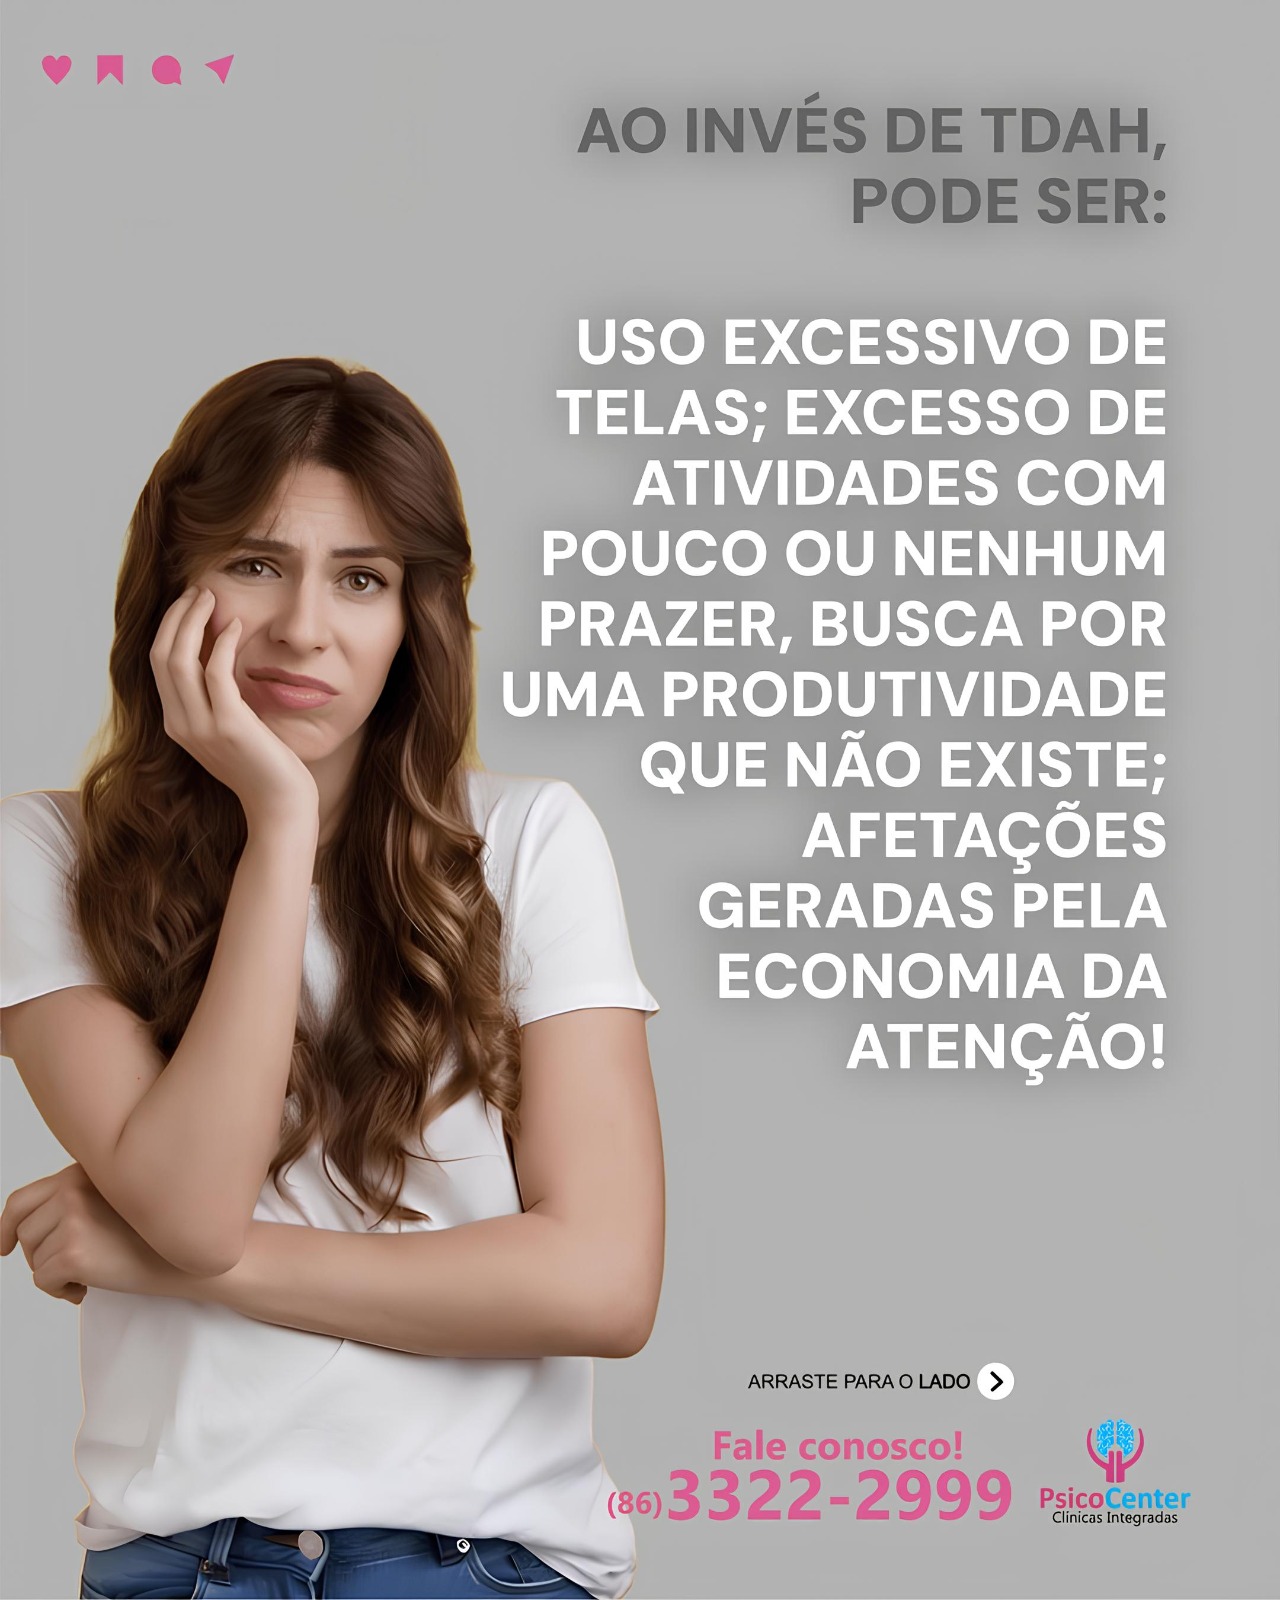 AO INVÉS DE TDAH,
PODE SER:
USO EXCESSIVO DE
TELAS; EXCESSO DE
ATIVIDADES COM
POUCO OU NENHUM
PRAZER, BUSCA POR
UMA PRODUTIVIDADE
QUE NÃO EXISTE;
AFETAÇÕES
GERADAS PELA
ECONOMIA DA
ATENÇÃO!
ARRASTE PARA O LADO
Fale conosco!
(86)3322-2999
PsicoCenter
Clínicas Integradas